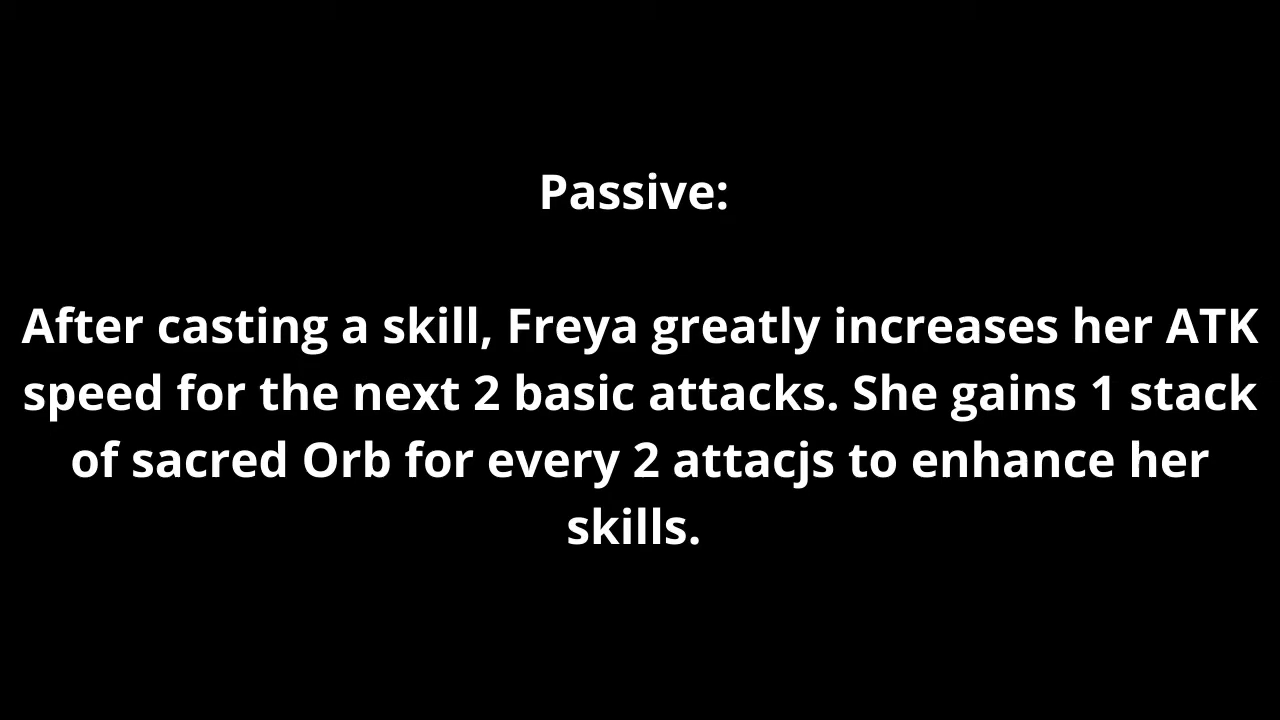 Passive:
After casting a skill, Freya greatly increases her ATK
speed for the next 2 basic attacks. She gains 1 stack
of sacred Orb for every 2 attacjs to enhance her
skills.